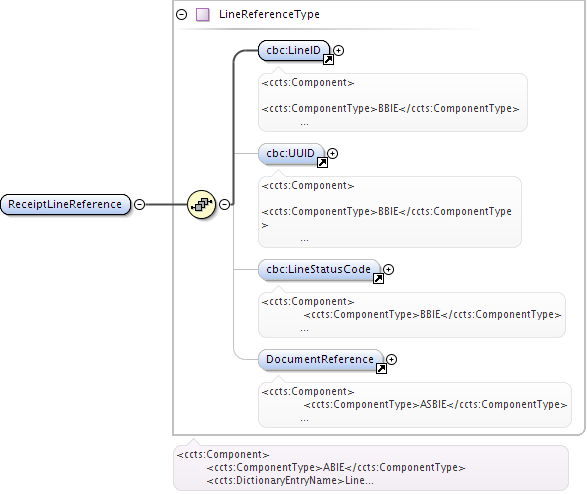 LineReferenceType
cbc:LineID
<ccts:Component>
<ccts:ComponentType>BBIE</ccts:ComponentType>
...
cbc:UUID
<ccts:Component>
<ccts:ComponentType>BBIE</ccts:ComponentType
>
...
ReceiptLineReference
cbc:LineStatusCode
<ccts:Component>
<ccts:ComponentType>BBIE</ccts:ComponentType>
...
DocumentReference
<ccts:Component>
<ccts:ComponentType>ASBIE</ccts:ComponentType>
...
<ccts:Component>
<ccts:ComponentType>ABIE</ccts:ComponentType>
<ccts:DictionaryEntryName>Line...